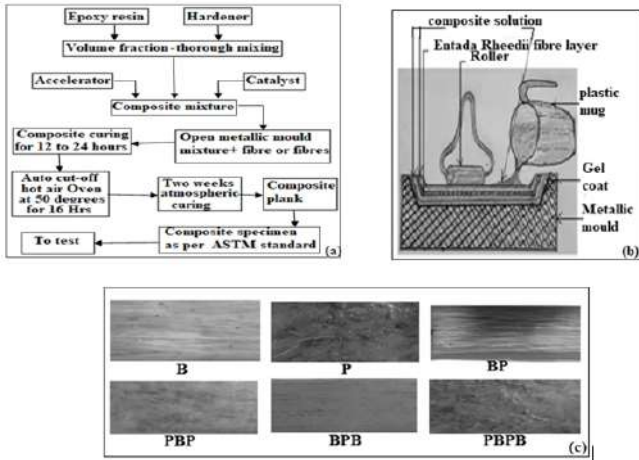 Epoxy resin
Hardener
Volume fraction-thorough mixing
Accelerator
Catalyst
Composite mixture
Composite curing
for 12 to 24 hours
Open metallic mould
mixture+ fibre or fibres
Auto cut-off
hot air Oven
at 50 degrees
for 16 Hrs
Two weeks
atmospheric
curing
Composite
plank
To test
Composite specimen
as per ASTM standard
(a)
(b)
composite solution
Entada Rheedii fibre layer
Roller
plastic
mug
Gel
coat
Metallic
mould
B
P
BP
PBP
BPB
PBPB
(c)